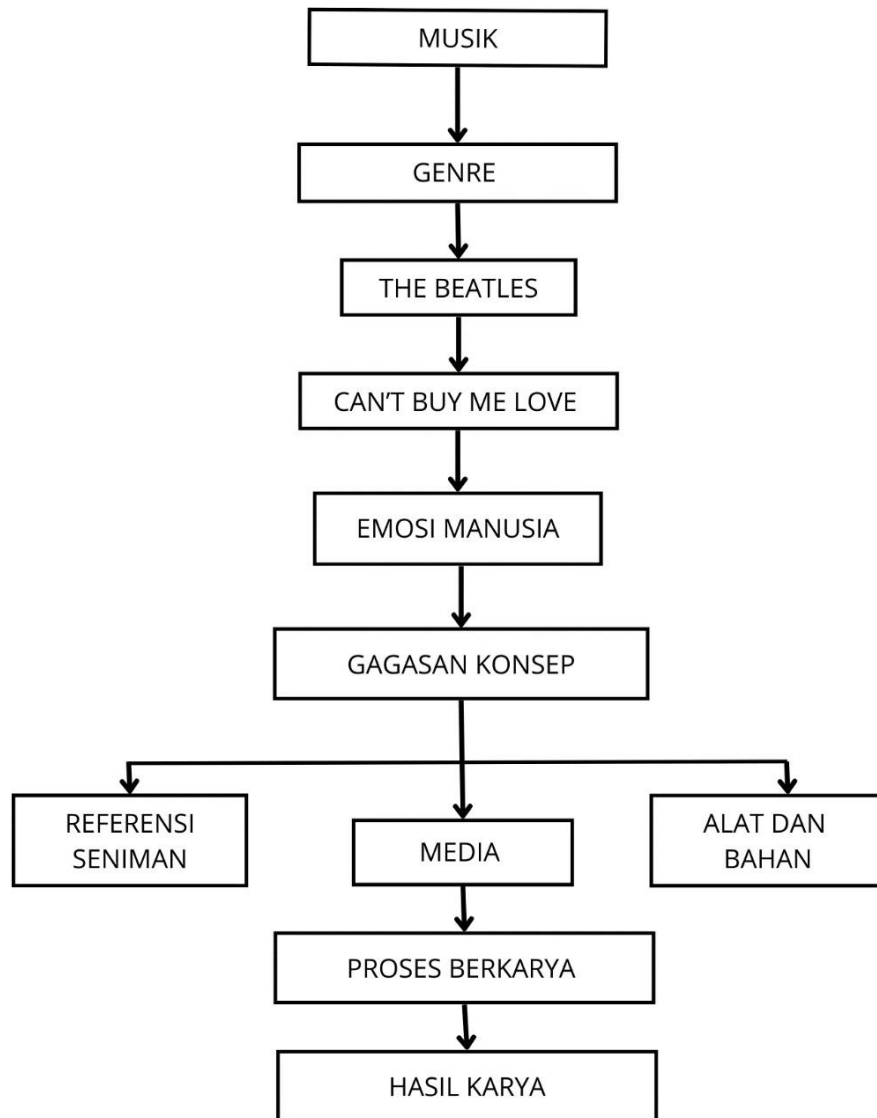 MUSIK
GENRE
THE BEATLES
CAN'T BUY ME LOVE
EMOSI MANUSIA
GAGASAN KONSEP
REFERENSI
SENIMAN
MEDIA
ALAT DAN
BAHAN
PROSES BERKARYA
HASIL KARYA